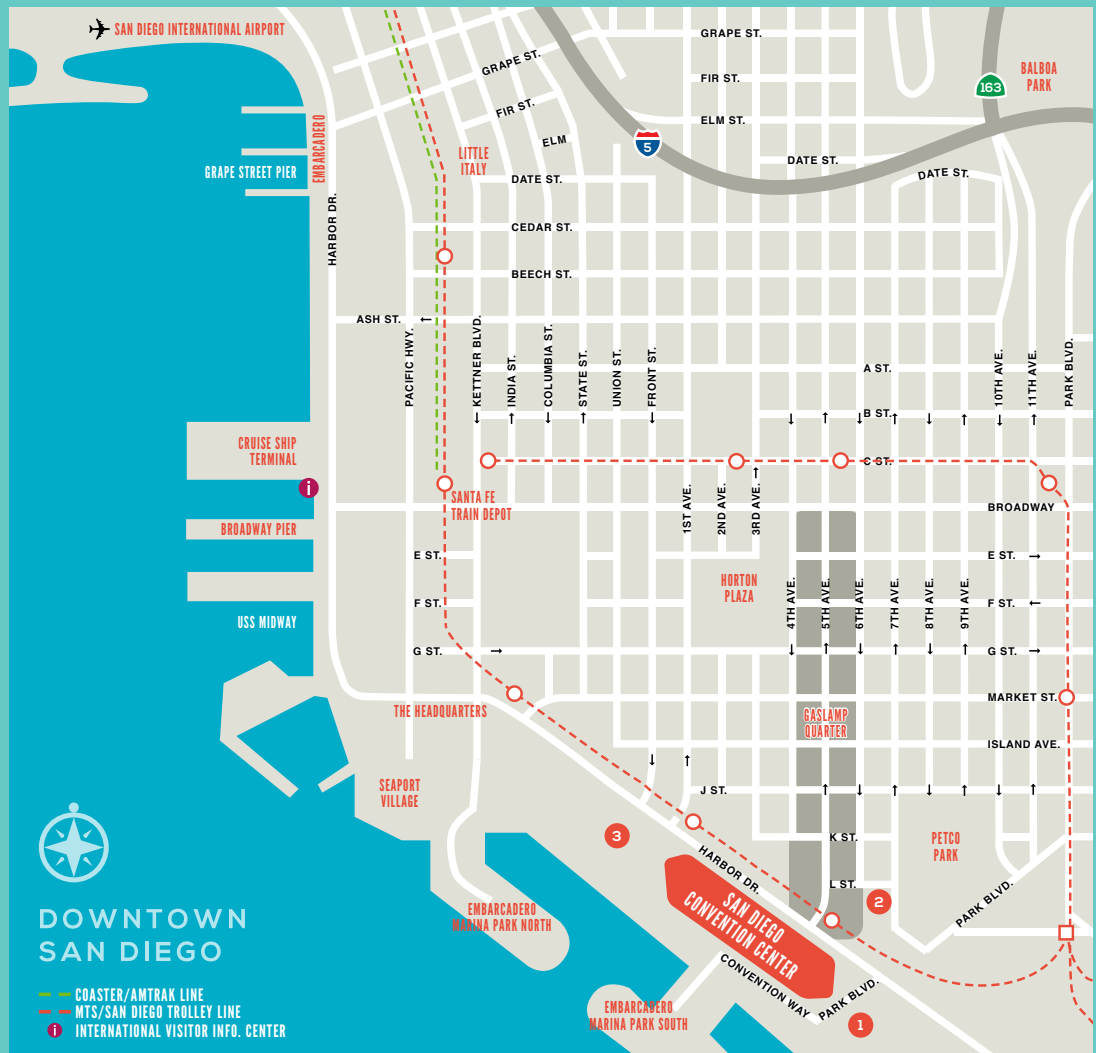 SAN DIEGO INTERNATIONAL AIRPORT
GRAPE ST.
GRAPE ST.
BALBOA
PARK
FIR ST.
163
FIR ST.
ELM ST.
EMBARCADERO
ELM
5
LITTLE
ITALY
DATE ST.
GRAPE STREET PIER
DATE ST.
DATE ST.
HARBOR DR.
CEDAR ST.
BEECH ST.
ASH ST.
PACIFIC HWY.
KETTNER BLVD.
INDIA ST.
COLUMBIA ST.
STATE ST.
UNION ST.
FRONT ST.
A ST.
10TH AVE.
11TH AVE.
PARK BLVD.
B ST.
CRUISE SHIP
TERMINAL
C ST.
i
SANTA FE
TRAIN DEPOT
1ST AVE.
2ND AVE.
3RD AVE.
BROADWAY
BROADWAY PIER
E ST.
E ST.
HORTON
PLAZA
4TH AVE.
5TH AVE.
6TH AVE.
7TH AVE.
8TH AVE.
9TH AVE.
F ST.
F ST.
USS MIDWAY
G ST.
G ST.
MARKET ST.
THE HEADQUARTERS
GASLAMP
QUARTER
ISLAND AVE.
SEAPORT
VILLAGE
J ST.
3
K ST.
PETCO
PARK
HARBOR DR.
L ST.
2
PARK BLVD.
SAN DIEGO
CONVENTION CENTER
EMBARCADERO
MARINA PARK NORTH
DOWNTOWN
SAN DIEGO
CONVENTION WAY
PARK BLVD.
EMBARCADERO
MARINA PARK SOUTH
1
COASTER/AMTRAK LINE
MTS/SAN DIEGO TROLLEY LINE
i INTERNATIONAL VISITOR INFO. CENTER